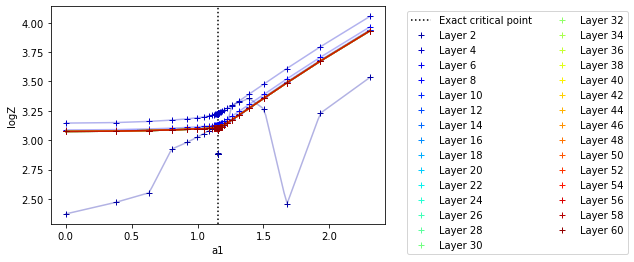 4.00
3.75
3.50
3.25
3.00
2.75
2.50
logZ
0.0 0.5 1.0 1.5 2.0
a1
Exact critical point
Layer 2
Layer 4
Layer 6
Layer 8
Layer 10
Layer 12
Layer 14
Layer 16
Layer 18
Layer 20
Layer 22
Layer 24
Layer 26
Layer 28
Layer 30
Layer 32
Layer 34
Layer 36
Layer 38
Layer 40
Layer 42
Layer 44
Layer 46
Layer 48
Layer 50
Layer 52
Layer 54
Layer 56
Layer 58
Layer 60